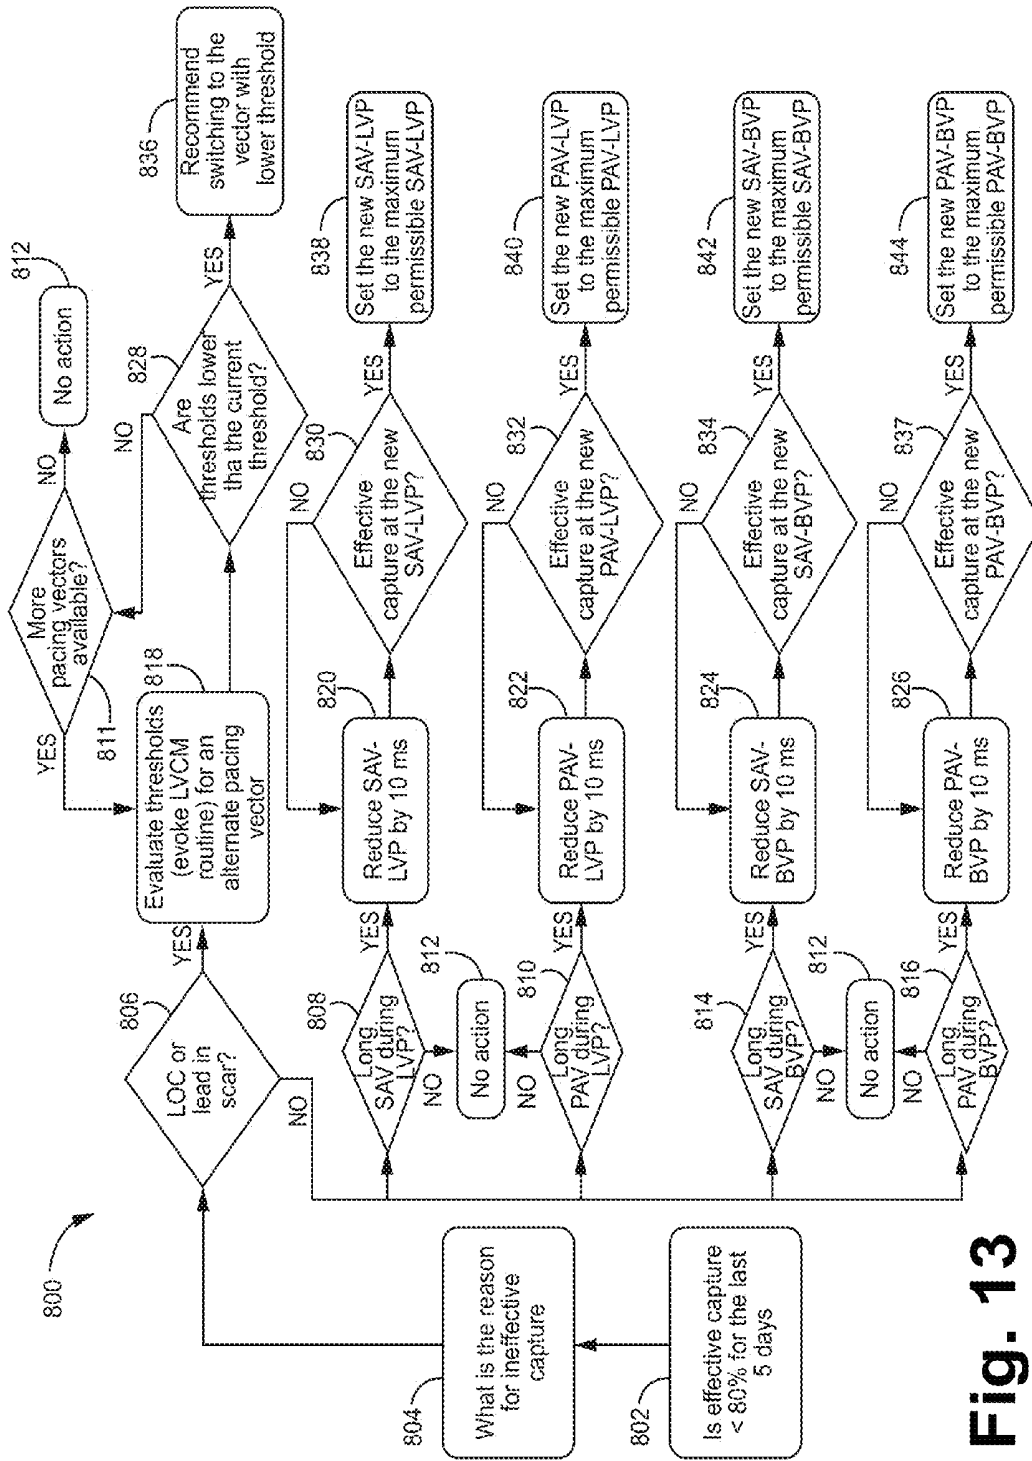 800
802
Is effective capture
< 80% for the last
5 days
804
What is the reason
for ineffective
capture
806
LOC or
lead in
scar?
YES
NO
818
Evaluate thresholds
(evoke LVCM
routine) for an
alternate pacing
vector
811
More
pacing vectors
available?
YES
NO
812
No action
828
Are
thresholds lower
tha the current
threshold?
NO
YES
836
Recommend
switching to the
vector with
lower threshold
808
Long
SAV during
LVP?
YES
NO
820
Reduce SAV-
LVP by 10 ms
830
Effective
capture at the new
SAV-LVP?
NO
YES
838
Set the new SAV-LVP
to the maximum
permissible SAV-LVP
812
No action
810
Long
PAV during
LVP?
NO
YES
822
Reduce PAV-
LVP by 10 ms
832
Effective
capture at the new
PAV-LVP?
NO
YES
840
Set the new PAV-LVP
to the maximum
permissible PAV-LVP
814
Long
SAV during
BVP?
YES
NO
824
Reduce SAV-
BVP by 10 ms
834
Effective
capture at the new
SAV-BVP?
NO
YES
842
Set the new SAV-BVP
to the maximum
permissible SAV-BVP
812
No action
816
Long
PAV during
BVP?
NO
YES
826
Reduce PAV-
BVP by 10 ms
837
Effective
capture at the new
PAV-BVP?
NO
YES
844
Set the new PAV-BVP
to the maximum
permissible PAV-BVP
Fig. 13